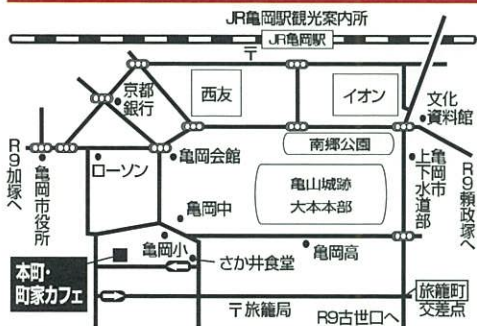 JR亀岡駅観光案内所
JR亀岡駅
〒
京都
銀行
西友
イオン
文化
資料館
南郷公園
R9加塚へ
亀岡市役所
ローソン
亀岡会館
亀山城跡
大本本部
亀岡市
上下水道部
R9頼政塚へ
亀岡中
亀岡小
さか井食堂
亀岡高
本町・
町家カフェ
〒旅籠局
R9古世口へ
旅籠町
交差点